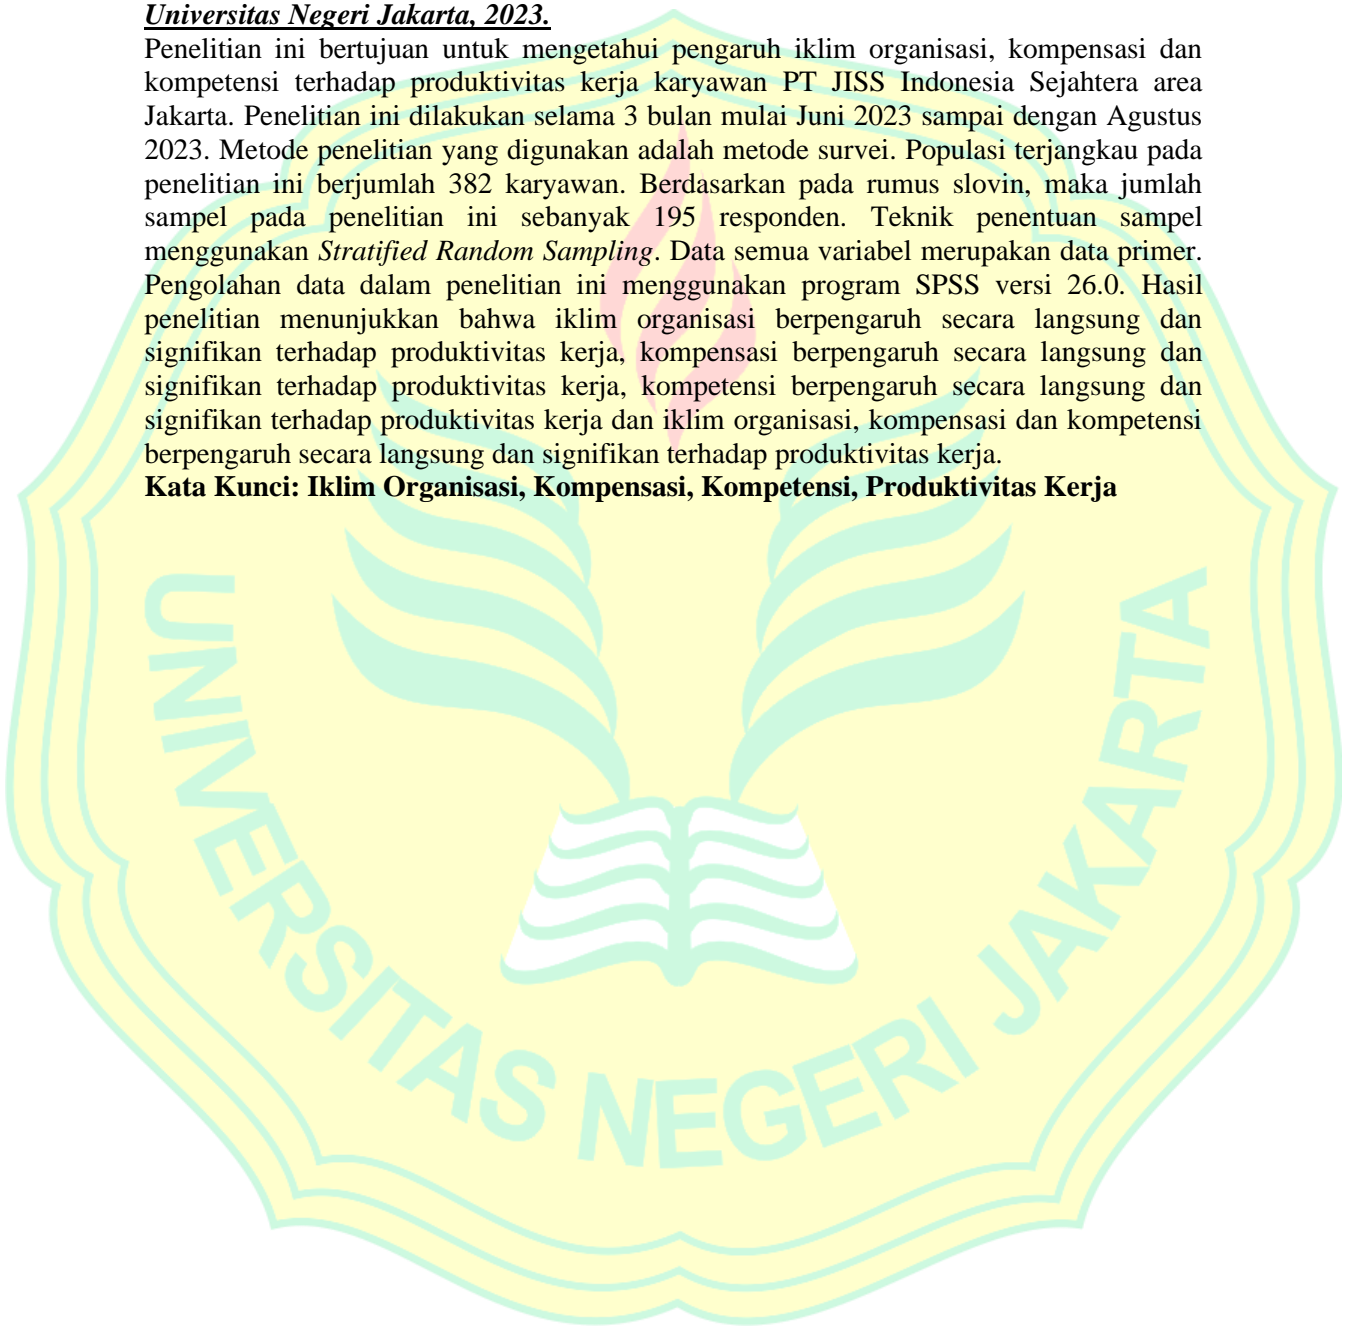 Universitas Negeri Jakarta, 2023.
Penelitian ini bertujuan untuk mengetahui pengaruh iklim organisasi, kompensasi dan
kompetensi terhadap produktivitas kerja karyawan PT JISS Indonesia Sejahtera area
Jakarta. Penelitian ini dilakukan selama 3 bulan mulai Juni 2023 sampai dengan Agustus
2023. Metode penelitian yang digunakan adalah metode survei. Populasi terjangkau pada
penelitian ini berjumlah 382 karyawan. Berdasarkan pada rumus slovin, maka jumlah
sampel pada penelitian ini sebanyak 195 responden. Teknik penentuan sampel
menggunakan Stratified Random Sampling. Data semua variabel merupakan data primer.
Pengolahan data dalam penelitian ini menggunakan program SPSS versi 26.0. Hasil
penelitian menunjukkan bahwa iklim organisasi berpengaruh secara langsung dan
signifikan terhadap produktivitas kerja, kompensasi berpengaruh secara langsung dan
signifikan terhadap produktivitas kerja, kompetensi berpengaruh secara langsung dan
signifikan terhadap produktivitas kerja dan iklim organisasi, kompensasi dan kompetensi
berpengaruh secara langsung dan signifikan terhadap produktivitas kerja.
Kata Kunci: Iklim Organisasi, Kompensasi, Kompetensi, Produktivitas Kerja
UNIVERSITAS NEGERI JAKARTA